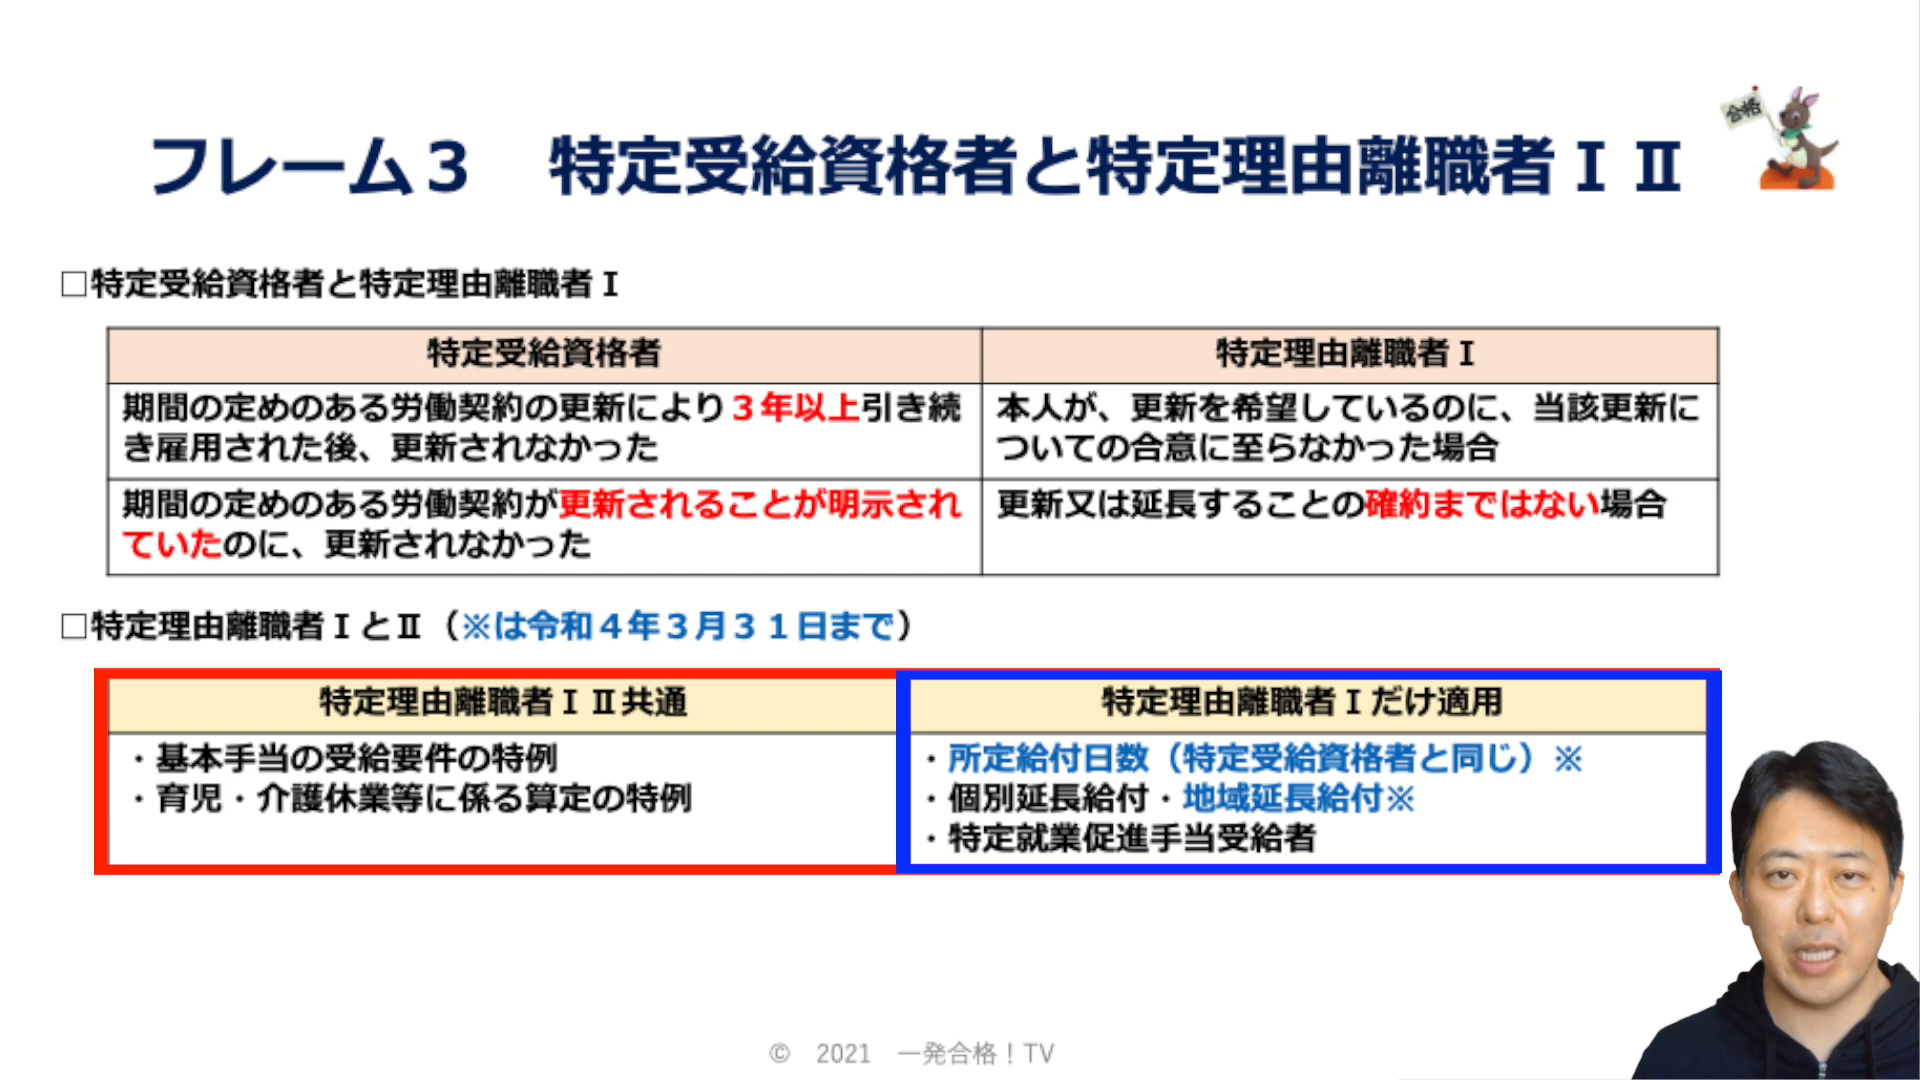 フレーム３　特定受給資格者と特定理由離職者ⅠⅡ
合格
□特定受給資格者と特定理由離職者Ⅰ
特定受給資格者
特定理由離職者Ⅰ
期間の定めのある労働契約の更新により３年以上引き続
き雇用された後、更新されなかった
本人が、更新を希望しているのに、当該更新に
ついての合意に至らなかった場合
期間の定めのある労働契約が更新されることが明示され
ていたのに、更新されなかった
更新又は延長することの確約まではない場合
□特定理由離職者ⅠとⅡ（※は令和４年３月３１日まで）
特定理由離職者ⅠⅡ共通
特定理由離職者Ⅰだけ適用
・基本手当の受給要件の特例
・育児・介護休業等に係る算定の特例
・所定給付日数（特定受給資格者と同じ）※
・個別延長給付・地域延長給付※
・特定就業促進手当受給者
©　2021　一発合格！TV